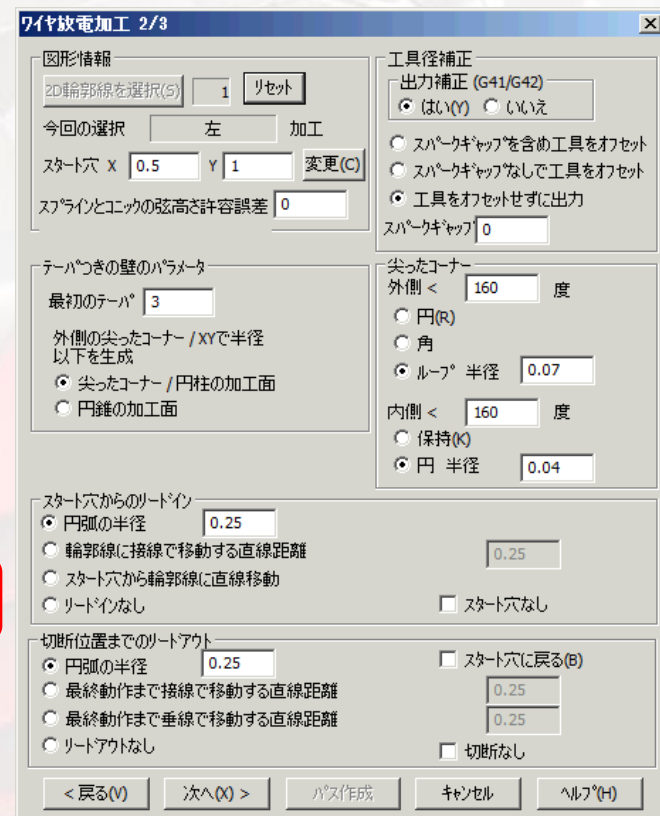 ワイヤ放電加工 2/3
図形情報
2D輪郭線を選択(S) 1 リセット
今回の選択 左 加工
スタート穴 X 0.5 Y 1 変更(C)
スプラインとコニックの弦高さ許容誤差 0
工具径補正
出力補正 (G41/G42)
はい(Y) いいえ
スパークギャップを含め工具をオフセット
スパークギャップなしで工具をオフセット
工具をオフセットせずに出力
スパークギャップ 0
テーパつきの壁のパラメータ
最初のテーパ 3
外側の尖ったコーナー / XYで半径
以下を生成
尖ったコーナー / 円柱の加工面
円錐の加工面
尖ったコーナー
外側 < 160 度
円(R)
角
ループ 半径 0.07
内側 < 160 度
保持(K)
円 半径 0.04
スタート穴からのリードイン
円弧の半径 0.25
輪郭線に接線で移動する直線距離 0.25
スタート穴から輪郭線に直線移動
リードインなし スタート穴なし
切断位置までのリードアウト
円弧の半径 0.25 スタート穴に戻る(B)
最終動作まで接線で移動する直線距離 0.25
最終動作まで垂線で移動する直線距離 0.25
リードアウトなし 切断なし
< 戻る(V) 次へ(X) > パス作成 キャンセル ヘルプ(H)